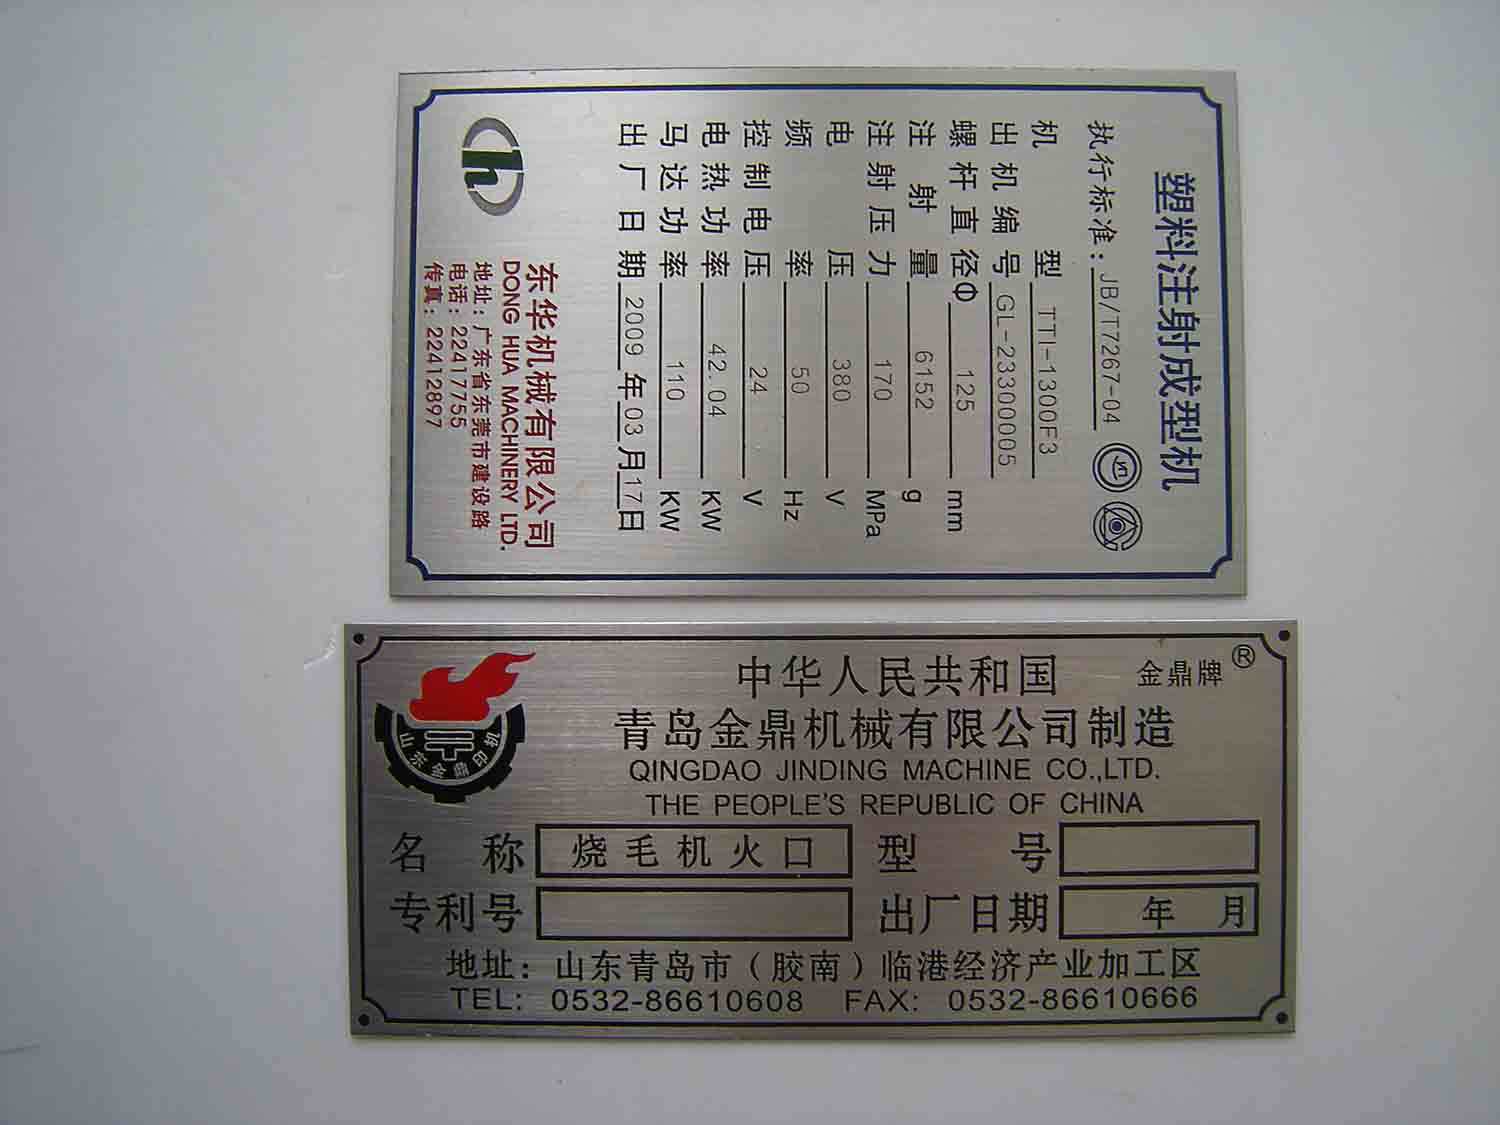 塑料注射成型机
执行标准: JB/T7267-04
机型 TTI-1300F3
出机编号 GL-23300005
螺杆直径Φ 125 mm
注射量 6152 g
注射压力 170 MPa
电压 380 V
频率 50 Hz
控制电压 24 V
电热功率 42.04 KW
马达功率 110 KW
出厂日期 2009 年 03 月 17 日
h
东华机械有限公司
DONG HUA MACHINERY LTD.
地址: 广东省东莞市建设路
电话: 22417755
传真: 22412897
中华人民共和国 金鼎牌®
青岛金鼎机械有限公司制造
QINGDAO JINDING MACHINE CO.,LTD.
THE PEOPLE'S REPUBLIC OF CHINA
名称 烧毛机火口 型号
专利号 出厂日期 年 月
地址: 山东青岛市(胶南)临港经济产业加工区
TEL: 0532-86610608 FAX: 0532-86610666